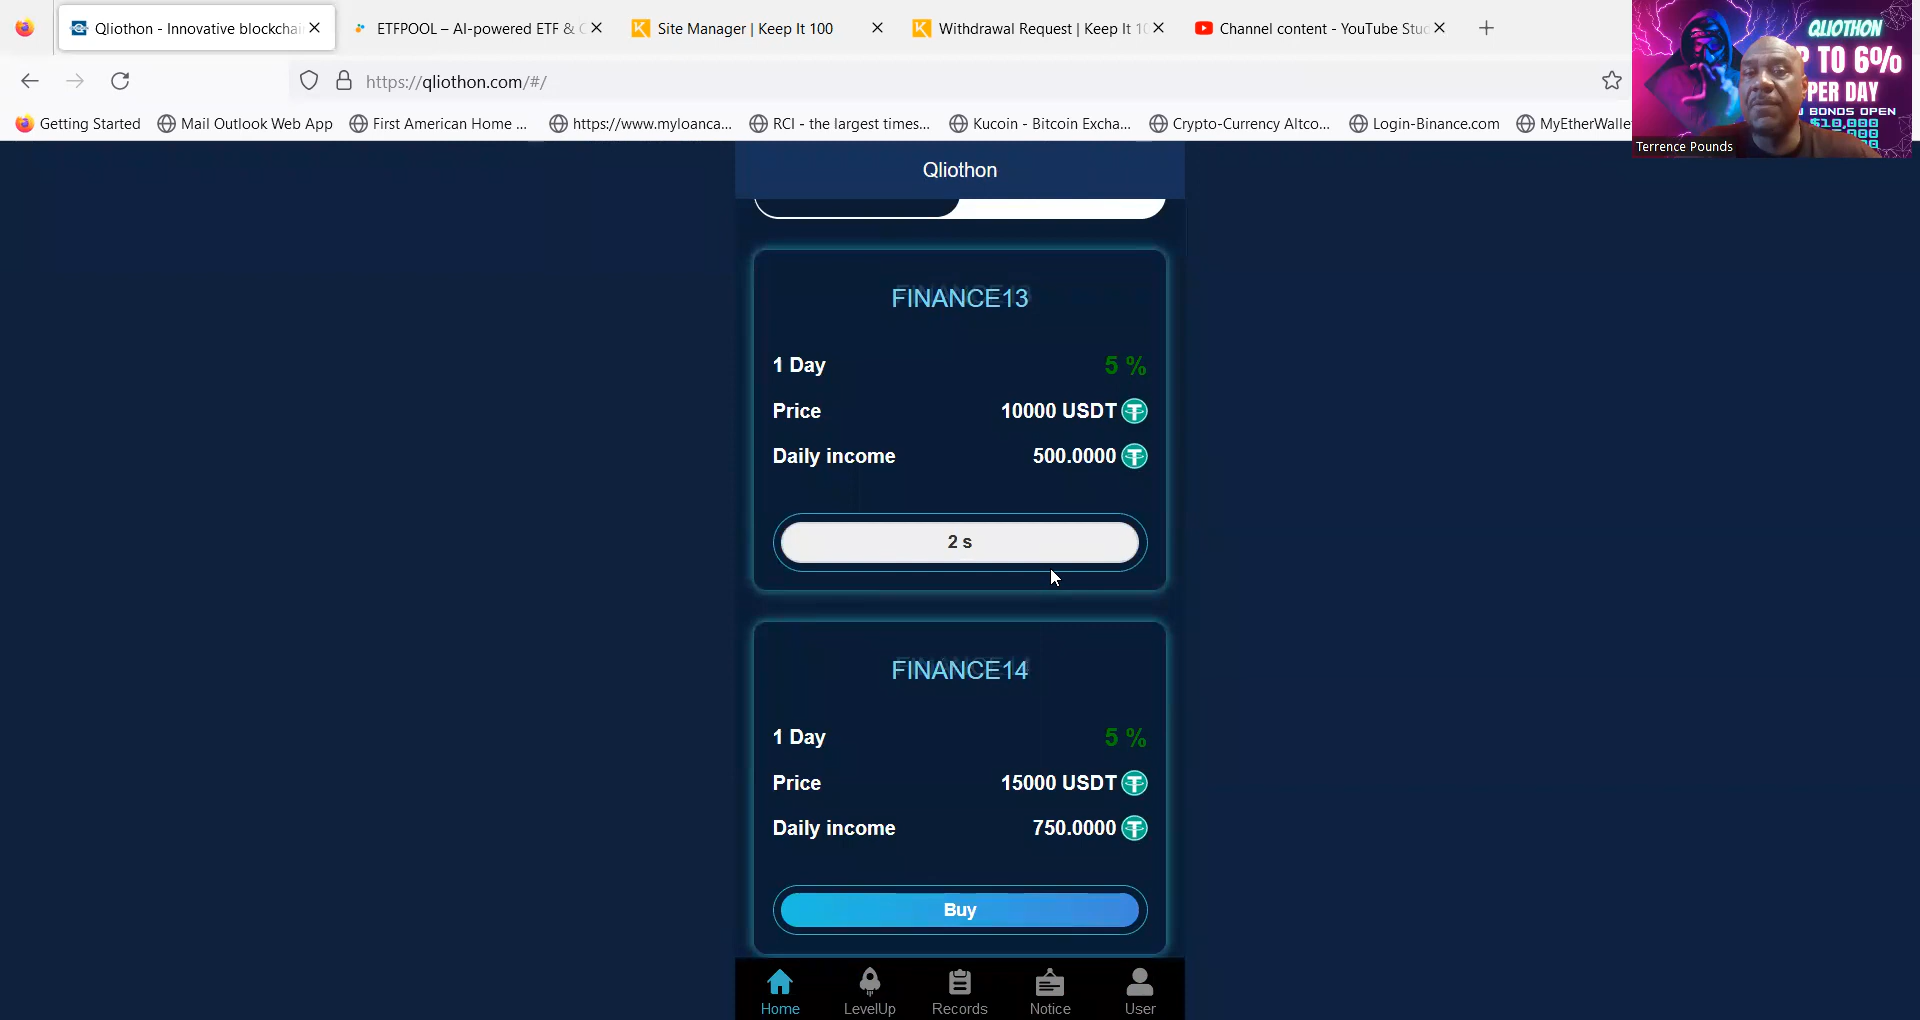 Qliothon - Innovative blockchai
ETFPOOL – AI-powered ETF & C
Site Manager | Keep It 100
Withdrawal Request | Keep It 10
Channel content - YouTube Stu
https://qliothon.com/#/
Getting Started
Mail Outlook Web App
First American Home ...
https://www.myloanca...
RCI - the largest times...
Kucoin - Bitcoin Excha...
Crypto-Currency Altco...
Login-Binance.com
MyEtherWalle
QLIOTHON
P TO 6%
PER DAY
BONOS OPEN
$10,000
Terrence Pounds
Qliothon
FINANCE13
1 Day 5 %
Price 10000 USDT
Daily income 500.0000
2 s
FINANCE14
1 Day 5 %
Price 15000 USDT
Daily income 750.0000
Buy
Home LevelUp Records Notice User